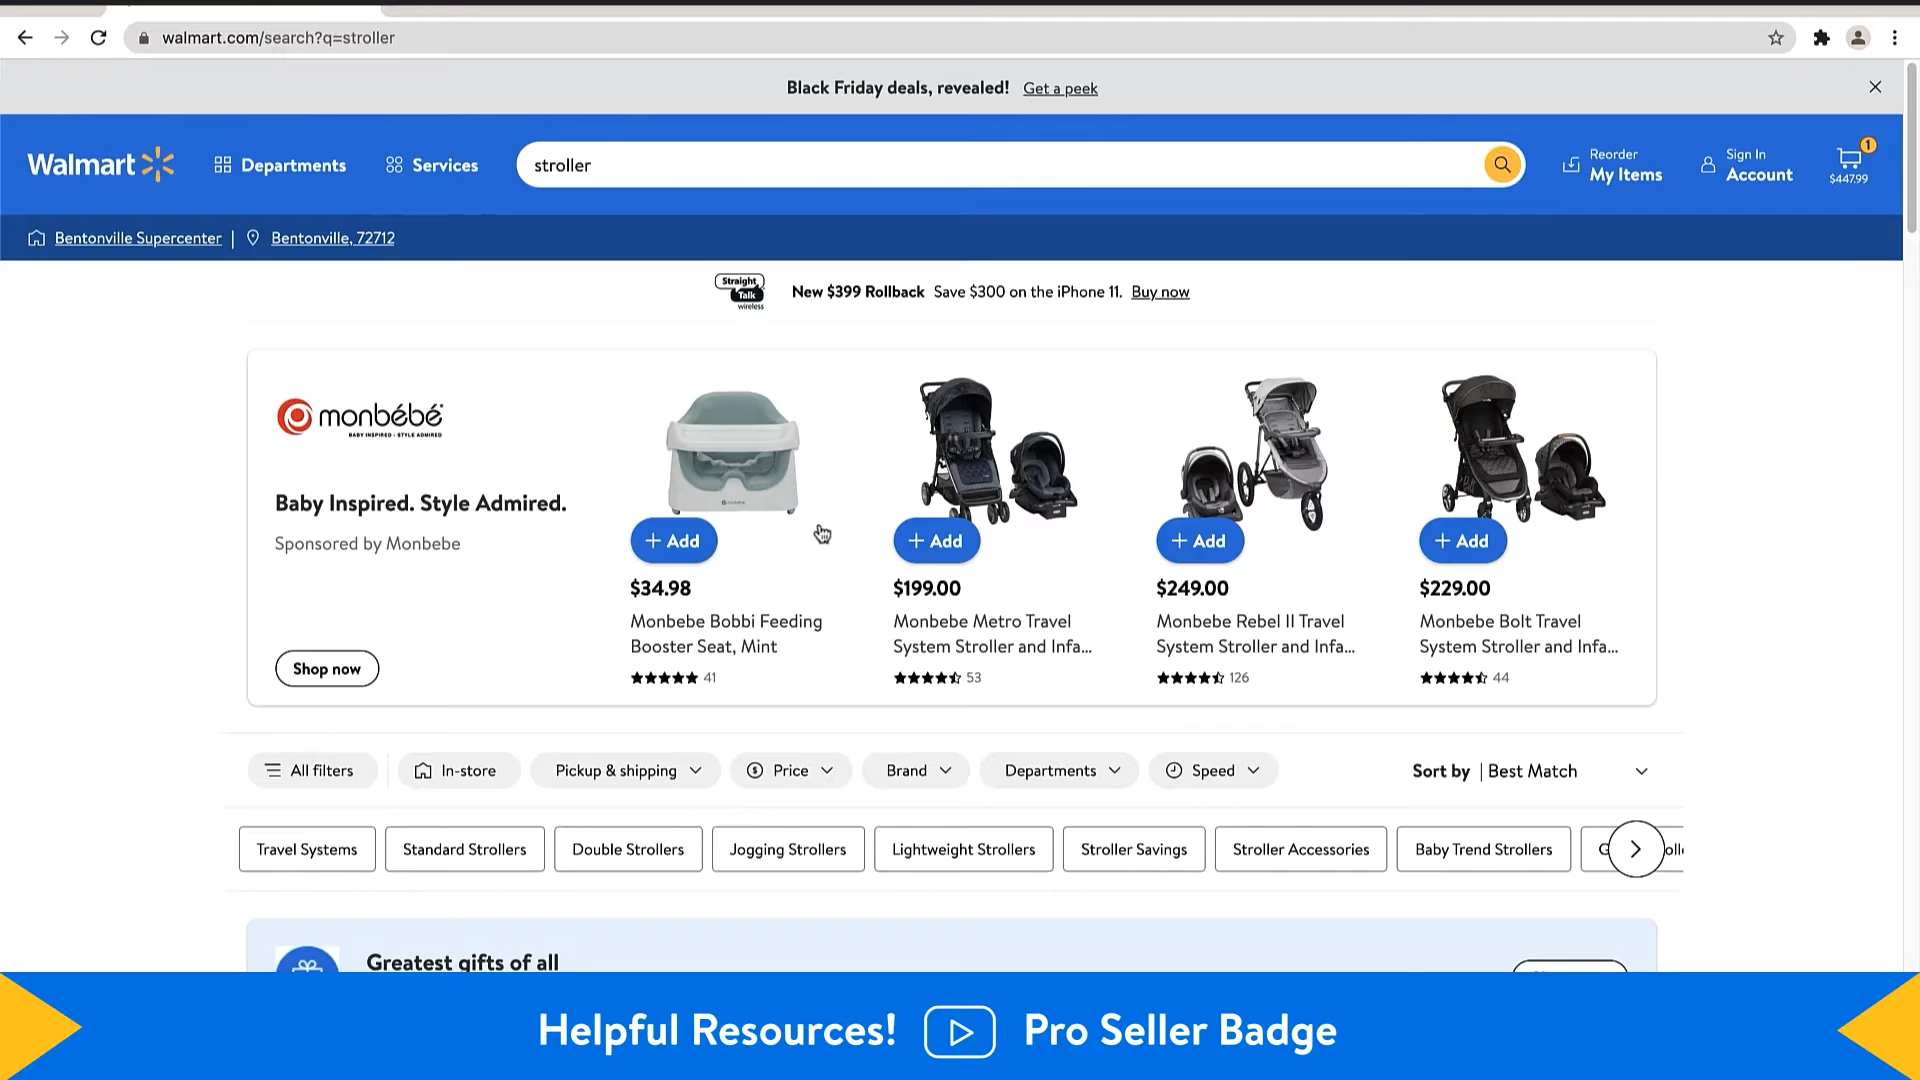 walmart.com/search?q=stroller
Black Friday deals, revealed! Get a peek
Walmart Departments Services stroller Reorder My Items Sign In Account 1 $447.99
Bentonville Supercenter | Bentonville, 72712
Straight Talk wireless New $399 Rollback Save $300 on the iPhone 11. Buy now
monbébé
BABY INSPIRED · STYLE ADMIRED
Baby Inspired. Style Admired.
Sponsored by Monbebe
Shop now
+ Add
$34.98
Monbebe Bobbi Feeding
Booster Seat, Mint
41
+ Add
$199.00
Monbebe Metro Travel
System Stroller and Infa...
53
+ Add
$249.00
Monbebe Rebel II Travel
System Stroller and Infa...
126
+ Add
$229.00
Monbebe Bolt Travel
System Stroller and Infa...
44
All filters In-store Pickup & shipping Price Brand Departments Speed Sort by | Best Match
Travel Systems Standard Strollers Double Strollers Jogging Strollers Lightweight Strollers Stroller Savings Stroller Accessories Baby Trend Strollers
Greatest gifts of all
Helpful Resources! Pro Seller Badge